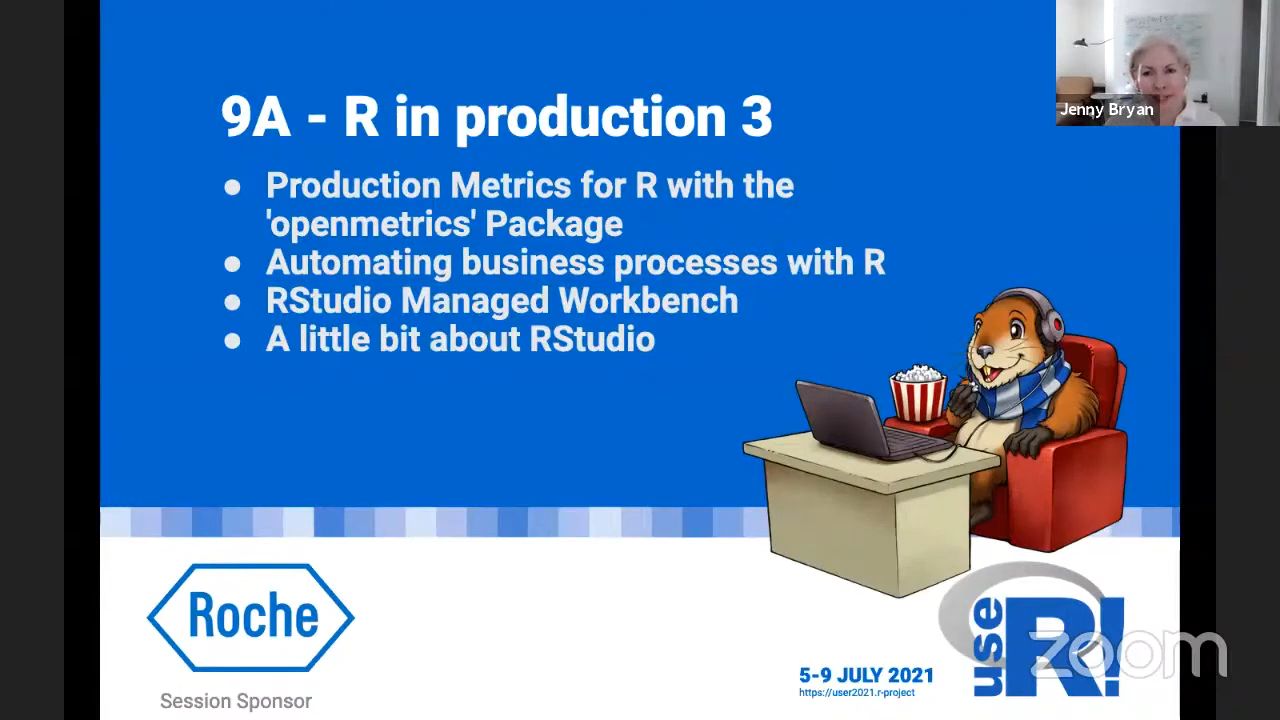 9A - R in production 3
● Production Metrics for R with the
'openmetrics' Package
● Automating business processes with R
● RStudio Managed Workbench
● A little bit about RStudio
Jenny Bryan
Roche
Session Sponsor
5-9 JULY 2021
https://user2021.r-project
use R!
zoom